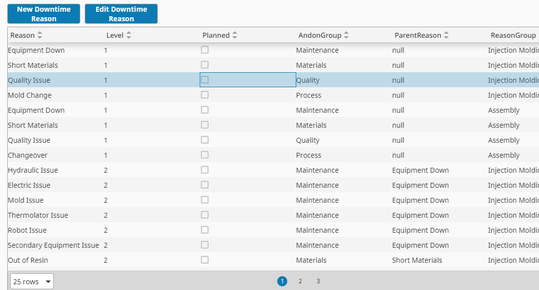 New Downtime Reason Edit Downtime Reason
Reason Level Planned AndonGroup ParentReason ReasonGroup
Equipment Down 1 Maintenance null Injection Moldi
Short Materials 1 Materials null Injection Moldi
Quality Issue 1 Quality null Injection Moldi
Mold Change 1 Process null Injection Moldi
Equipment Down 1 Maintenance null Assembly
Short Materials 1 Materials null Assembly
Quality Issue 1 Quality null Assembly
Changeover 1 Process null Assembly
Hydraulic Issue 2 Maintenance Equipment Down Injection Moldi
Electric Issue 2 Maintenance Equipment Down Injection Moldi
Mold Issue 2 Maintenance Equipment Down Injection Moldi
Thermolator Issue 2 Maintenance Equipment Down Injection Moldi
Robot Issue 2 Maintenance Equipment Down Injection Moldi
Secondary Equipment Issue 2 Maintenance Equipment Down Injection Moldi
Out of Resin 2 Materials Short Materials Injection Moldi
25 rows 1 2 3